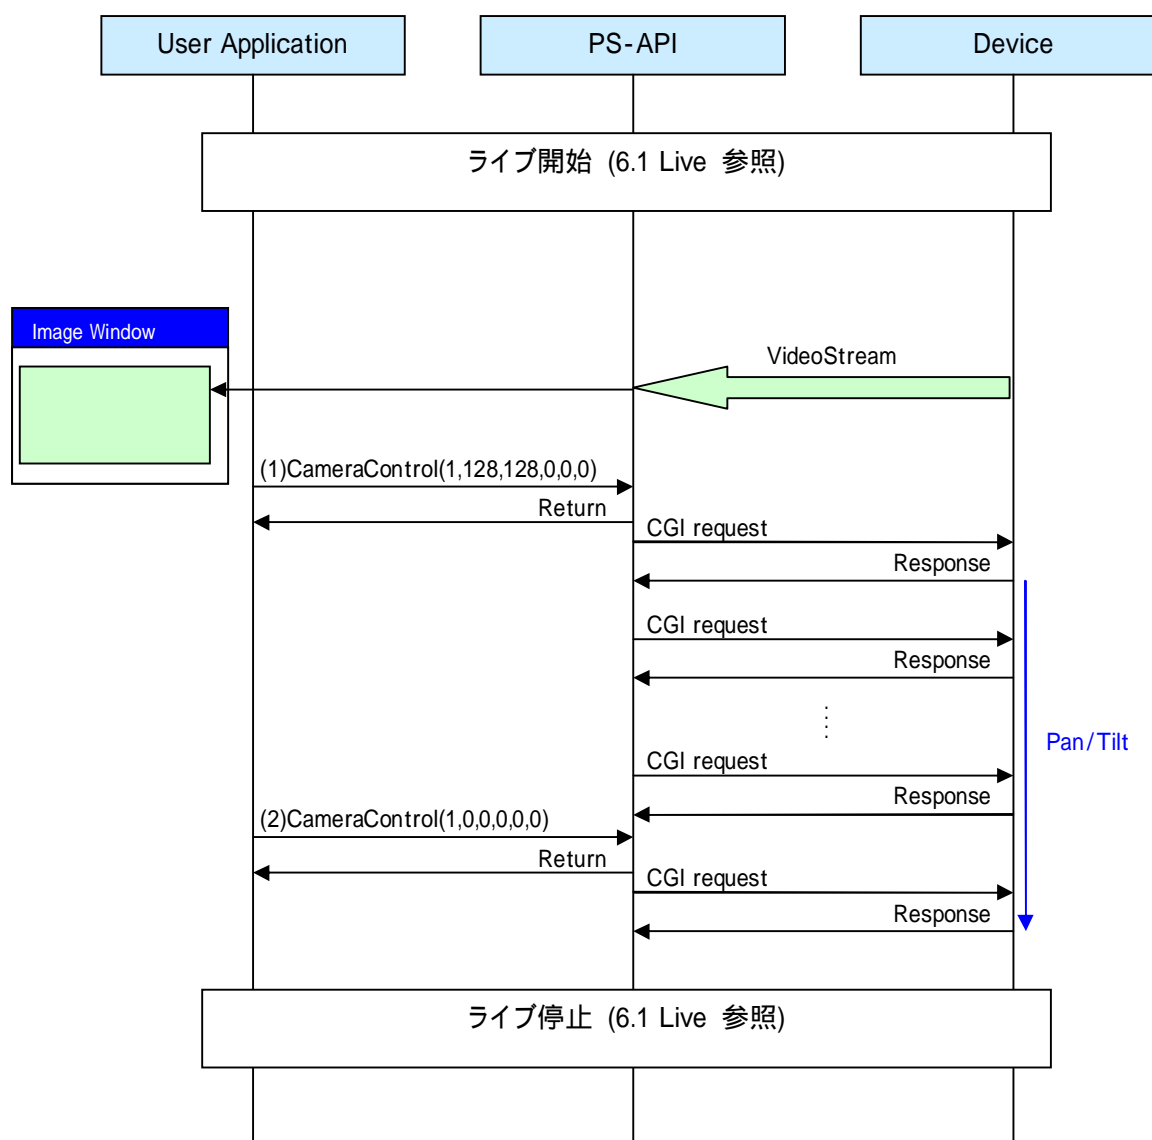 User Application
PS-API
Device
ライブ開始 (6.1 Live 参照)
Image Window
VideoStream
(1)CameraControl(1,128,128,0,0,0)
Return
CGI request
Response
CGI request
Response
Pan/Tilt
CGI request
Response
(2)CameraControl(1,0,0,0,0,0)
Return
CGI request
Response
ライブ停止 (6.1 Live 参照)